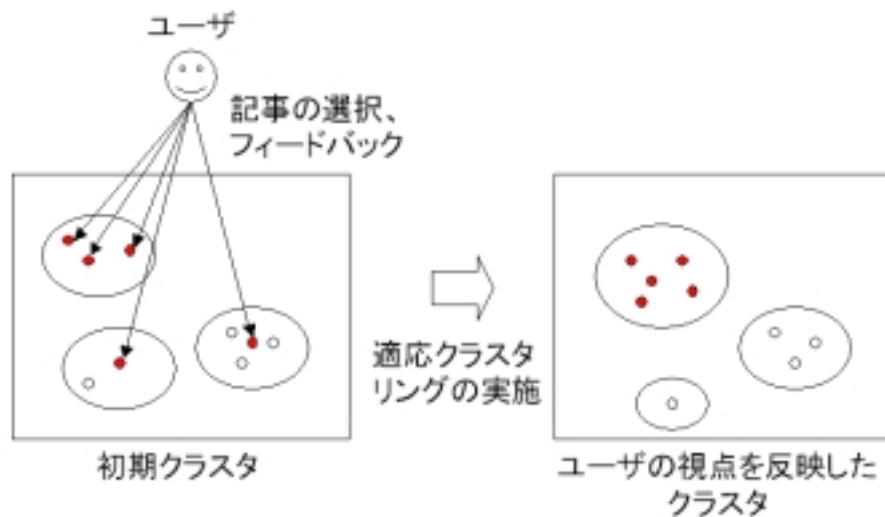 ユーザ
記事の選択、
フィードバック
適応クラスタ
リングの実施
初期クラスタ
ユーザの視点を反映した
クラスタ